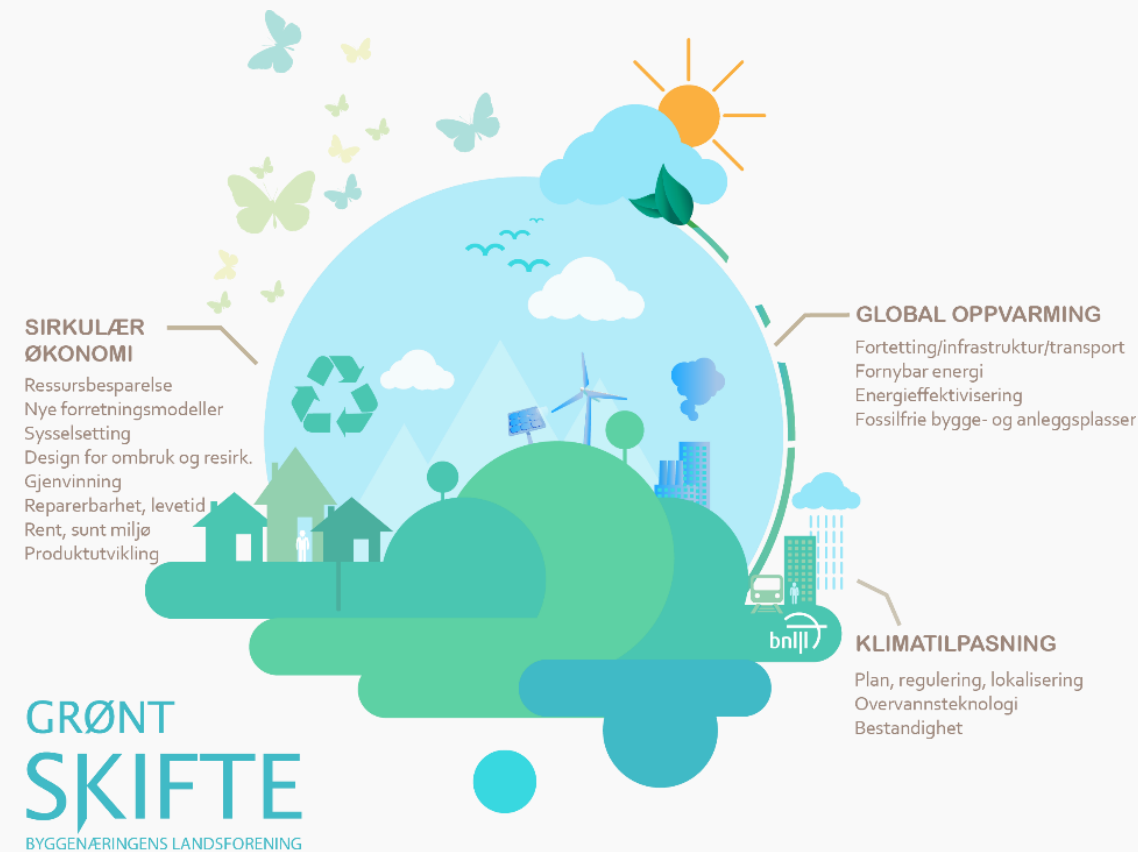 SIRKULÆR
ØKONOMI
Ressursbesparelse
Nye forretningsmodeller
Sysselsetting
Design for ombruk og resirk.
Gjenvinning
Reparerbarhet, levetid
Rent, sunt miljø
Produktutvikling
GLOBAL OPPVARMING
Fortetting/infrastruktur/transport
Fornybar energi
Energieffektivisering
Fossilfrie bygge- og anleggsplasser
bnl
KLIMATILPASNING
Plan, regulering, lokalisering
Overvannsteknologi
Bestandighet
GRØNT
SKIFTE
BYGGENÆRINGENS LANDSFORENING